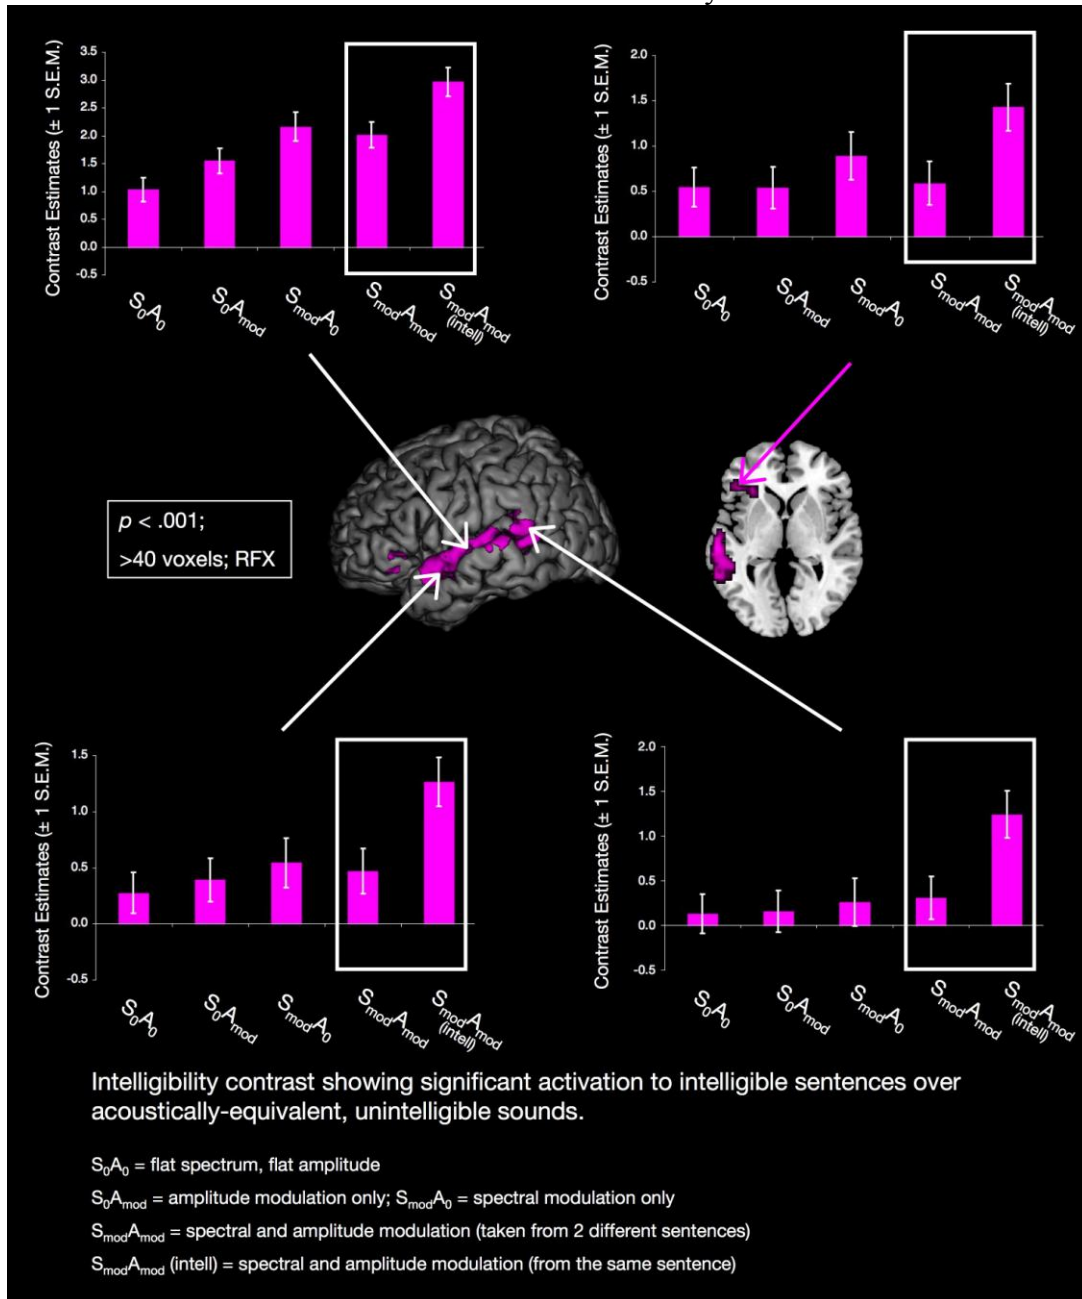 Contrast Estimates (± 1 S.E.M.)
3.5
3.0
2.5
2.0
1.5
1.0
0.5
0.0
-0.5
S₀A₀
S₀Aₘₒd
SₘₒdA₀
SₘₒdAₘₒd
SₘₒdAₘₒd
(intell)
Contrast Estimates (± 1 S.E.M.)
2.0
1.5
1.0
0.5
0.0
-0.5
S₀A₀
S₀Aₘₒd
SₘₒdA₀
SₘₒdAₘₒd
SₘₒdAₘₒd
(intell)
p < .001;
>40 voxels; RFX
Contrast Estimates (± 1 S.E.M.)
1.5
1.0
0.5
0.0
-0.5
S₀A₀
S₀Aₘₒd
SₘₒdA₀
SₘₒdAₘₒd
SₘₒdAₘₒd
(intell)
Contrast Estimates (± 1 S.E.M.)
2.0
1.5
1.0
0.5
0.0
-0.5
S₀A₀
S₀Aₘₒd
SₘₒdA₀
SₘₒdAₘₒd
SₘₒdAₘₒd
(intell)
Intelligibility contrast showing significant activation to intelligible sentences over
acoustically-equivalent, unintelligible sounds.
S₀A₀ = flat spectrum, flat amplitude
S₀Aₘₒd = amplitude modulation only; SₘₒdA₀ = spectral modulation only
SₘₒdAₘₒd = spectral and amplitude modulation (taken from 2 different sentences)
SₘₒdAₘₒd (intell) = spectral and amplitude modulation (from the same sentence)